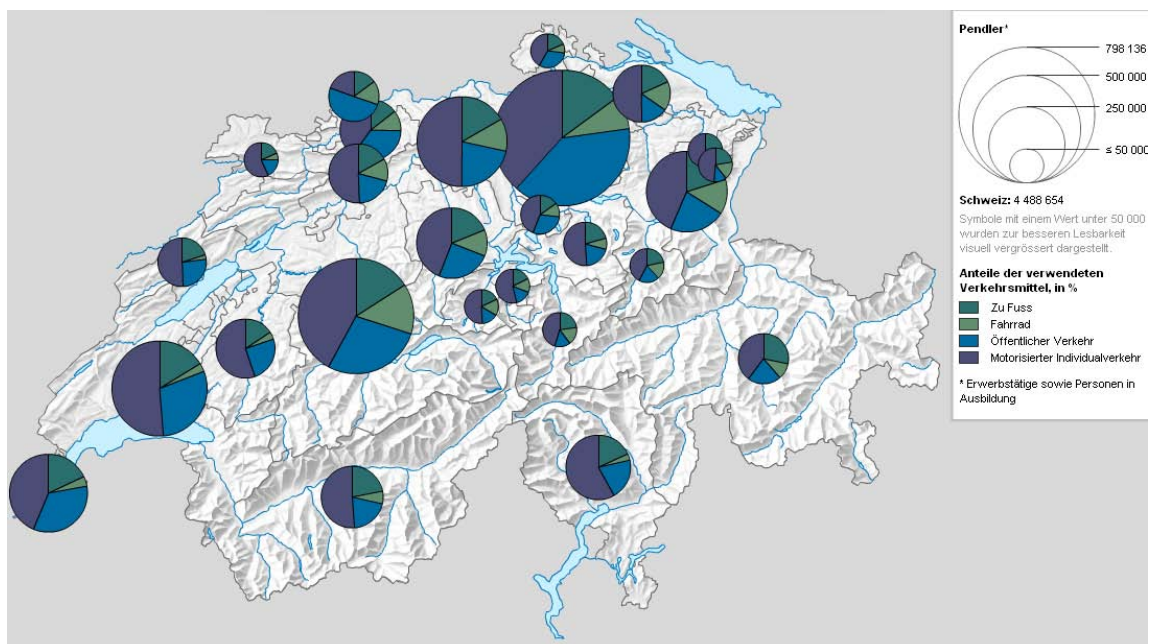 Pendler*
798 136
500 000
250 000
≤ 50 000
Schweiz: 4 488 654
Symbole mit einem Wert unter 50 000
wurden zur besseren Lesbarkeit
visuell vergrössert dargestellt.
Anteile der verwendeten
Verkehrsmittel, in %
Zu Fuss
Fahrrad
Öffentlicher Verkehr
Motorisierter Individualverkehr
* Erwerbstätige sowie Personen in
Ausbildung